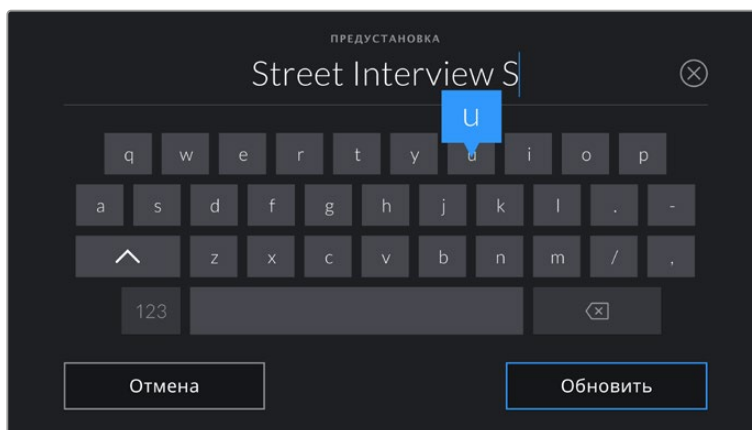 ПРЕДУСТАНОВКА
Street Interview S
u
q w e r t y u i o p
a s d f g h j k l . -
z x c v b n m / ,
123
Отмена Обновить